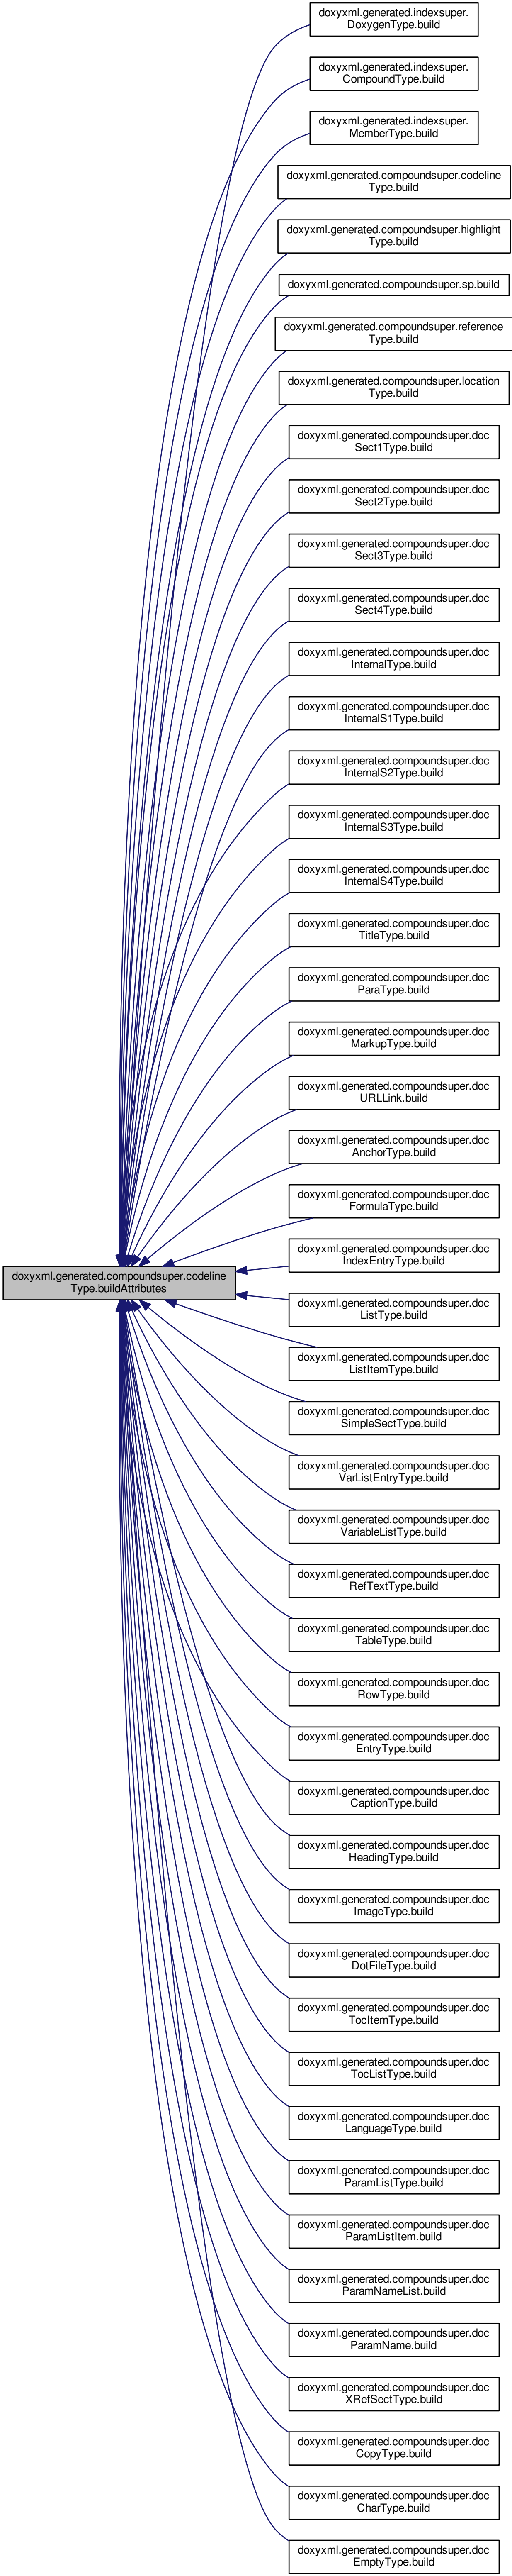 doxyxml.generated.indexsuper.
DoxygenType.build
doxyxml.generated.indexsuper.
CompoundType.build
doxyxml.generated.indexsuper.
MemberType.build
doxyxml.generated.compoundsuper.codeline
Type.build
doxyxml.generated.compoundsuper.highlight
Type.build
doxyxml.generated.compoundsuper.sp.build
doxyxml.generated.compoundsuper.reference
Type.build
doxyxml.generated.compoundsuper.location
Type.build
doxyxml.generated.compoundsuper.doc
Sect1Type.build
doxyxml.generated.compoundsuper.doc
Sect2Type.build
doxyxml.generated.compoundsuper.doc
Sect3Type.build
doxyxml.generated.compoundsuper.doc
Sect4Type.build
doxyxml.generated.compoundsuper.doc
InternalType.build
doxyxml.generated.compoundsuper.doc
InternalS1Type.build
doxyxml.generated.compoundsuper.doc
InternalS2Type.build
doxyxml.generated.compoundsuper.doc
InternalS3Type.build
doxyxml.generated.compoundsuper.doc
InternalS4Type.build
doxyxml.generated.compoundsuper.doc
TitleType.build
doxyxml.generated.compoundsuper.doc
ParaType.build
doxyxml.generated.compoundsuper.doc
MarkupType.build
doxyxml.generated.compoundsuper.doc
URLLink.build
doxyxml.generated.compoundsuper.doc
AnchorType.build
doxyxml.generated.compoundsuper.doc
FormulaType.build
doxyxml.generated.compoundsuper.doc
IndexEntryType.build
doxyxml.generated.compoundsuper.codeline
Type.buildAttributes
doxyxml.generated.compoundsuper.doc
ListType.build
doxyxml.generated.compoundsuper.doc
ListItemType.build
doxyxml.generated.compoundsuper.doc
SimpleSectType.build
doxyxml.generated.compoundsuper.doc
VarListEntryType.build
doxyxml.generated.compoundsuper.doc
VariableListType.build
doxyxml.generated.compoundsuper.doc
RefTextType.build
doxyxml.generated.compoundsuper.doc
TableType.build
doxyxml.generated.compoundsuper.doc
RowType.build
doxyxml.generated.compoundsuper.doc
EntryType.build
doxyxml.generated.compoundsuper.doc
CaptionType.build
doxyxml.generated.compoundsuper.doc
HeadingType.build
doxyxml.generated.compoundsuper.doc
ImageType.build
doxyxml.generated.compoundsuper.doc
DotFileType.build
doxyxml.generated.compoundsuper.doc
TocItemType.build
doxyxml.generated.compoundsuper.doc
TocListType.build
doxyxml.generated.compoundsuper.doc
LanguageType.build
doxyxml.generated.compoundsuper.doc
ParamListType.build
doxyxml.generated.compoundsuper.doc
ParamListItem.build
doxyxml.generated.compoundsuper.doc
ParamNameList.build
doxyxml.generated.compoundsuper.doc
ParamName.build
doxyxml.generated.compoundsuper.doc
XRefSectType.build
doxyxml.generated.compoundsuper.doc
CopyType.build
doxyxml.generated.compoundsuper.doc
CharType.build
doxyxml.generated.compoundsuper.doc
EmptyType.build